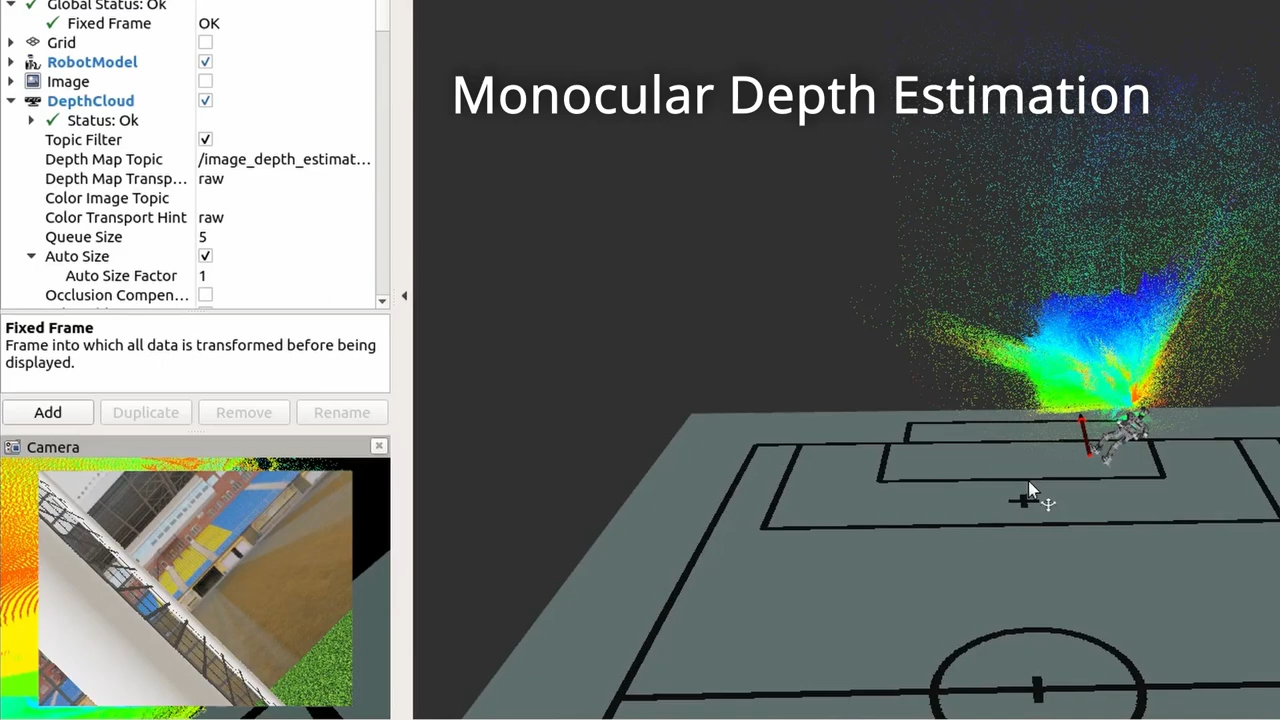 Global Status: Ok
Fixed Frame OK
Grid
RobotModel
Image
DepthCloud
Status: Ok
Topic Filter
Depth Map Topic /image_depth_estimat...
Depth Map Transp... raw
Color Image Topic
Color Transport Hint raw
Queue Size 5
Auto Size
Auto Size Factor 1
Occlusion Compen...
Fixed Frame
Frame into which all data is transformed before being
displayed.
Add Duplicate Remove Rename
Camera
Monocular Depth Estimation